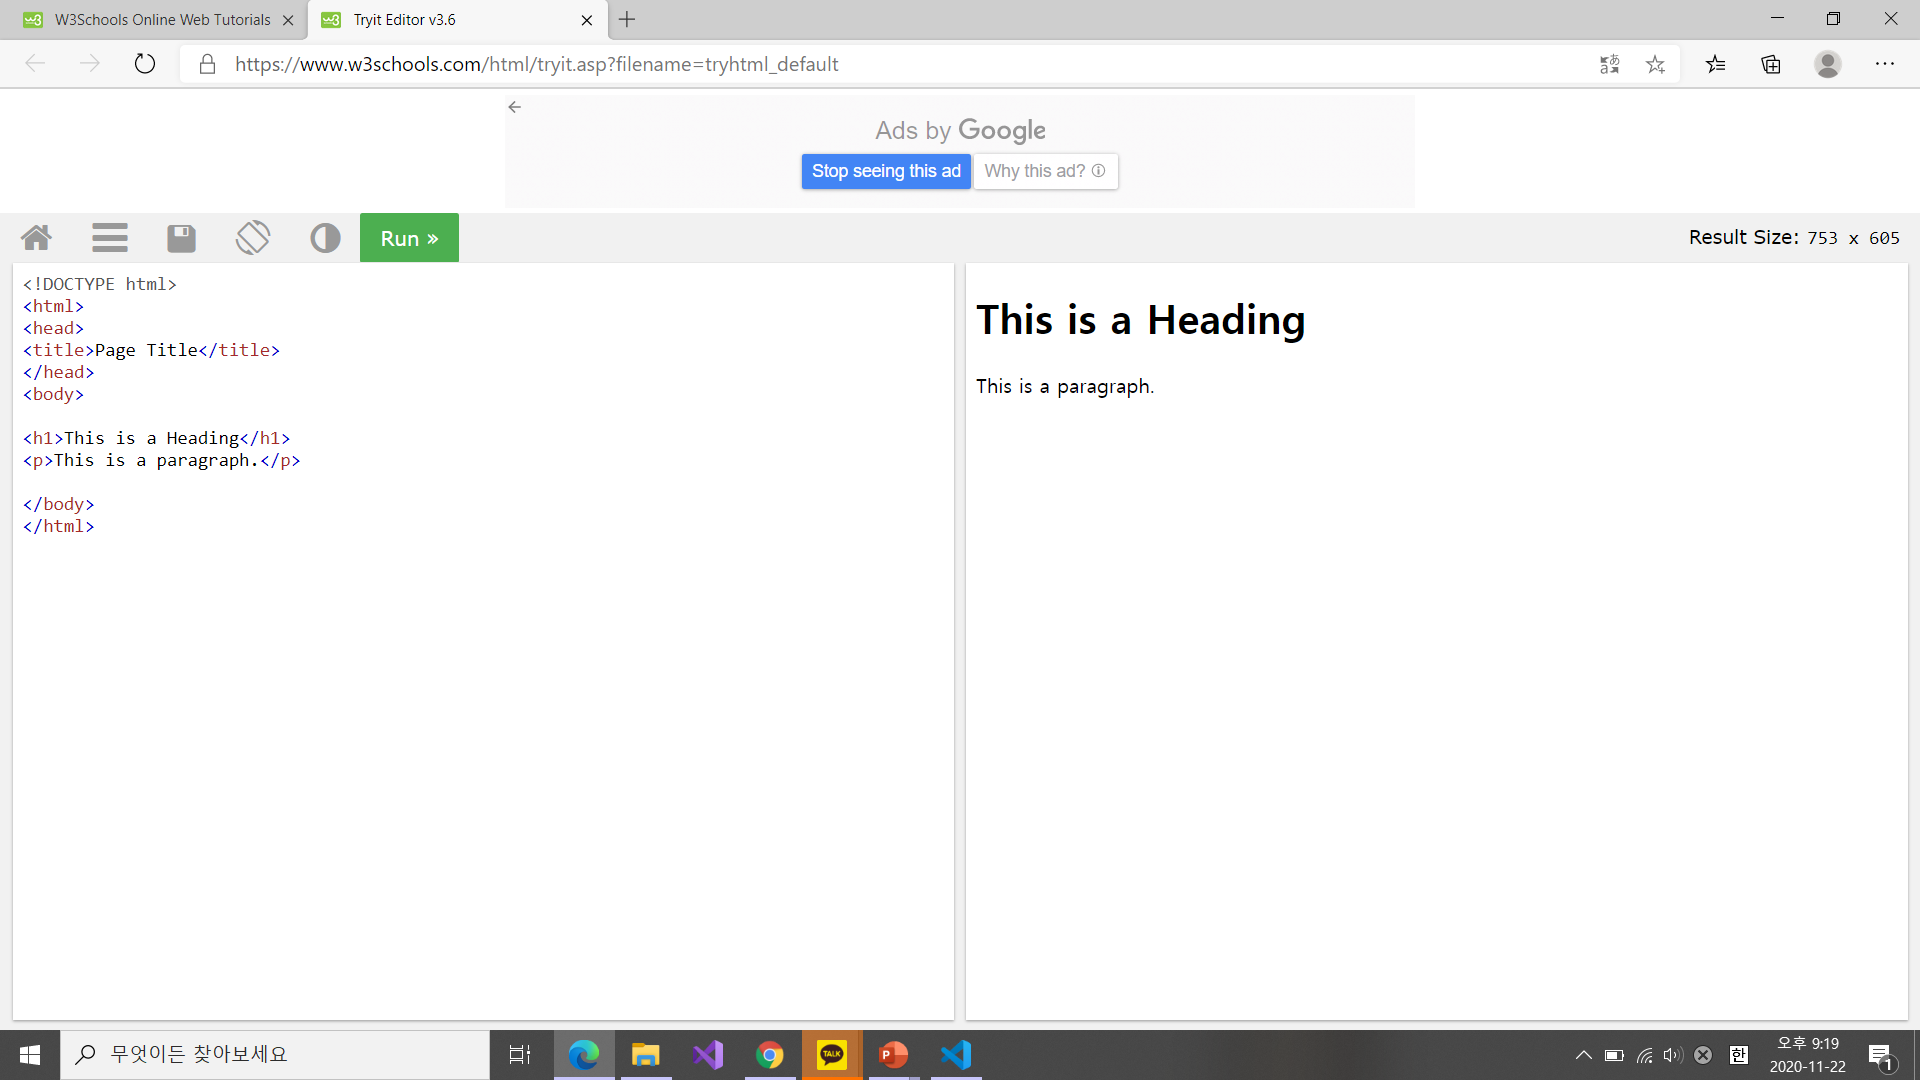 W3Schools Online Web Tutorials
Tryit Editor v3.6
https://www.w3schools.com/html/tryit.asp?filename=tryhtml_default
Ads by Google
Stop seeing this ad
Why this ad?
Run »
Result Size: 753 x 605
<!DOCTYPE html>
<html>
<head>
<title>Page Title</title>
</head>
<body>
<h1>This is a Heading</h1>
<p>This is a paragraph.</p>
</body>
</html>
This is a Heading
This is a paragraph.
무엇이든 찾아보세요
TALK
P
한
오후 9:19
2020-11-22
1